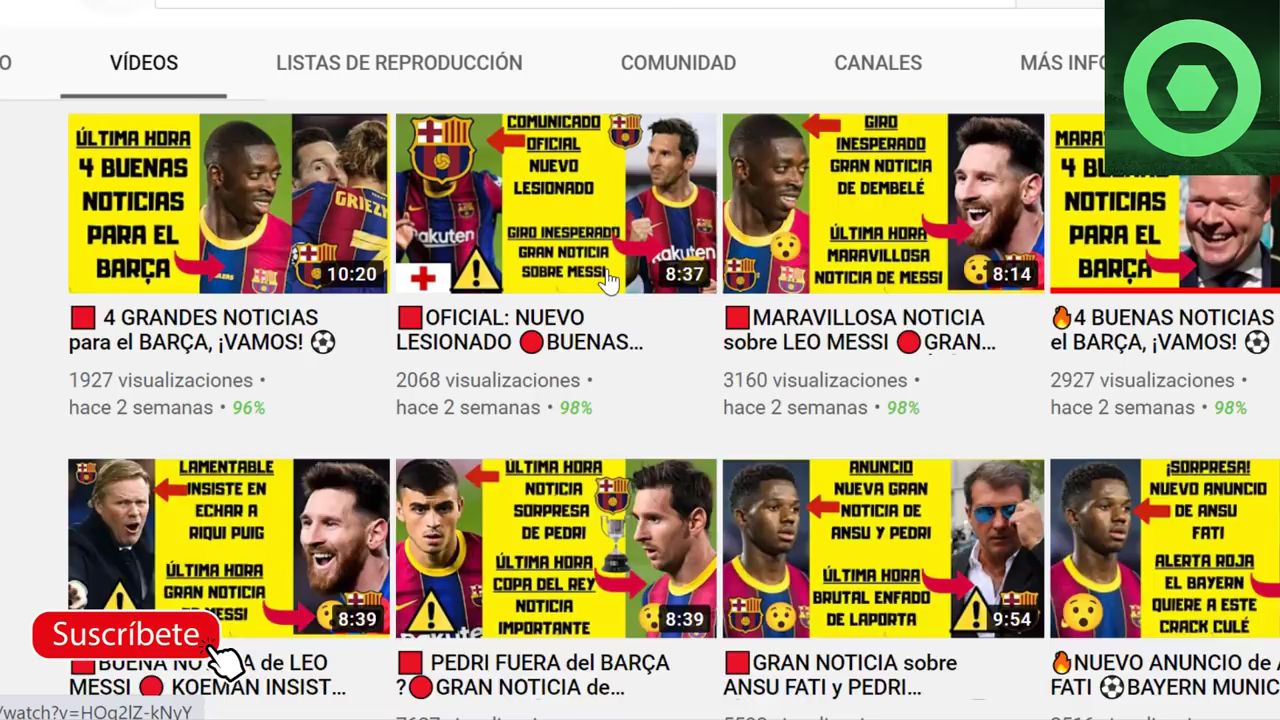 O
VÍDEOS
LISTAS DE REPRODUCCIÓN
COMUNIDAD
CANALES
MÁS INFO
ÚLTIMA HORA
4 BUENAS
NOTICIAS
PARA EL
BARÇA
GRIEZ
10:20
COMUNICADO
OFICIAL
NUEVO
LESIONADO
GIRO INESPERADO
GRAN NOTICIA
SOBRE MESSI
Rakuten
8:37
GIRO
INESPERADO
GRAN NOTICIA
DE DEMBELÉ
ÚLTIMA HORA
MARAVILLOSA
NOTICIA DE MESSI
8:14
4 BUENAS
NOTICIAS
PARA EL
BARÇA
4 GRANDES NOTICIAS
para el BARÇA, ¡VAMOS!
OFICIAL: NUEVO
LESIONADO BUENAS...
MARAVILLOSA NOTICIA
sobre LEO MESSI GRAN...
4 BUENAS NOTICIAS
el BARÇA, ¡VAMOS!
1927 visualizaciones •
hace 2 semanas • 96%
2068 visualizaciones •
hace 2 semanas • 98%
3160 visualizaciones •
hace 2 semanas • 98%
2927 visualizaciones •
hace 2 semanas • 98%
LAMENTABLE
INSISTE EN
ECHAR A
RIQUI PUIG
ÚLTIMA HORA
GRAN NOTICIA
8:39
ÚLTIMA HORA
NOTICIA
SORPRESA
DE PEDRI
ÚLTIMA HORA
COPA DEL REY
NOTICIA
IMPORTANTE
8:39
ANUNCIO
NUEVA GRAN
NOTICIA DE
ANSU Y PEDRI
ÚLTIMA HORA
BRUTAL ENFADO
DE LAPORTA
9:54
¡SORPRESA!
NUEVO ANUNCIO
DE ANSU
FATI
ALERTA ROJA
EL BAYERN
QUIERE A ESTE
CRACK CULÉ
Suscríbete
BUENA NO de LEO
MESSI KOEMAN INSIST...
PEDRI FUERA del BARÇA
? GRAN NOTICIA de...
GRAN NOTICIA sobre
ANSU FATI y PEDRI...
NUEVO ANUNCIO de
FATI BAYERN MUNIC
/watch?v=HOg2lZ-kNyY